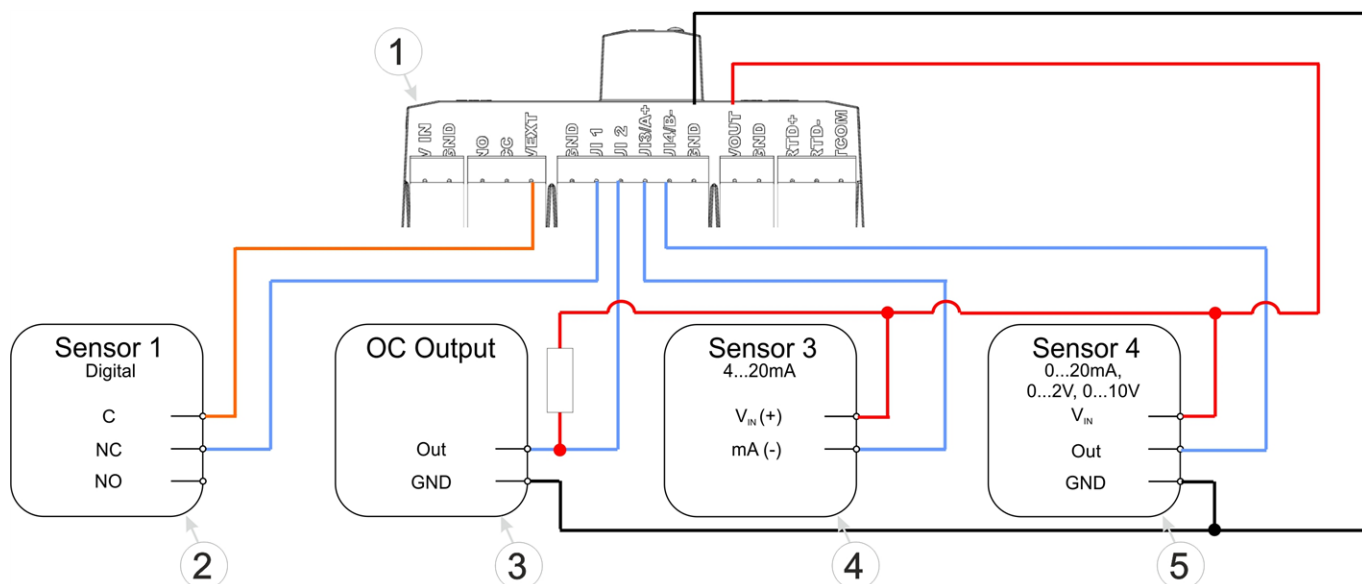 1
V IN
GND
NO
CC
VEXT
GND
UI 1
UI 2
UI3/A+
UI4/B-
GND
VOUT
GND
RTD+
RTD-
TCOM
Sensor 1
Digital
C
NC
NO
OC Output
Out
GND
Sensor 3
4...20mA
VIN (+)
mA (-)
Sensor 4
0...20mA,
0...2V, 0...10V
VIN
Out
GND
2
3
4
5